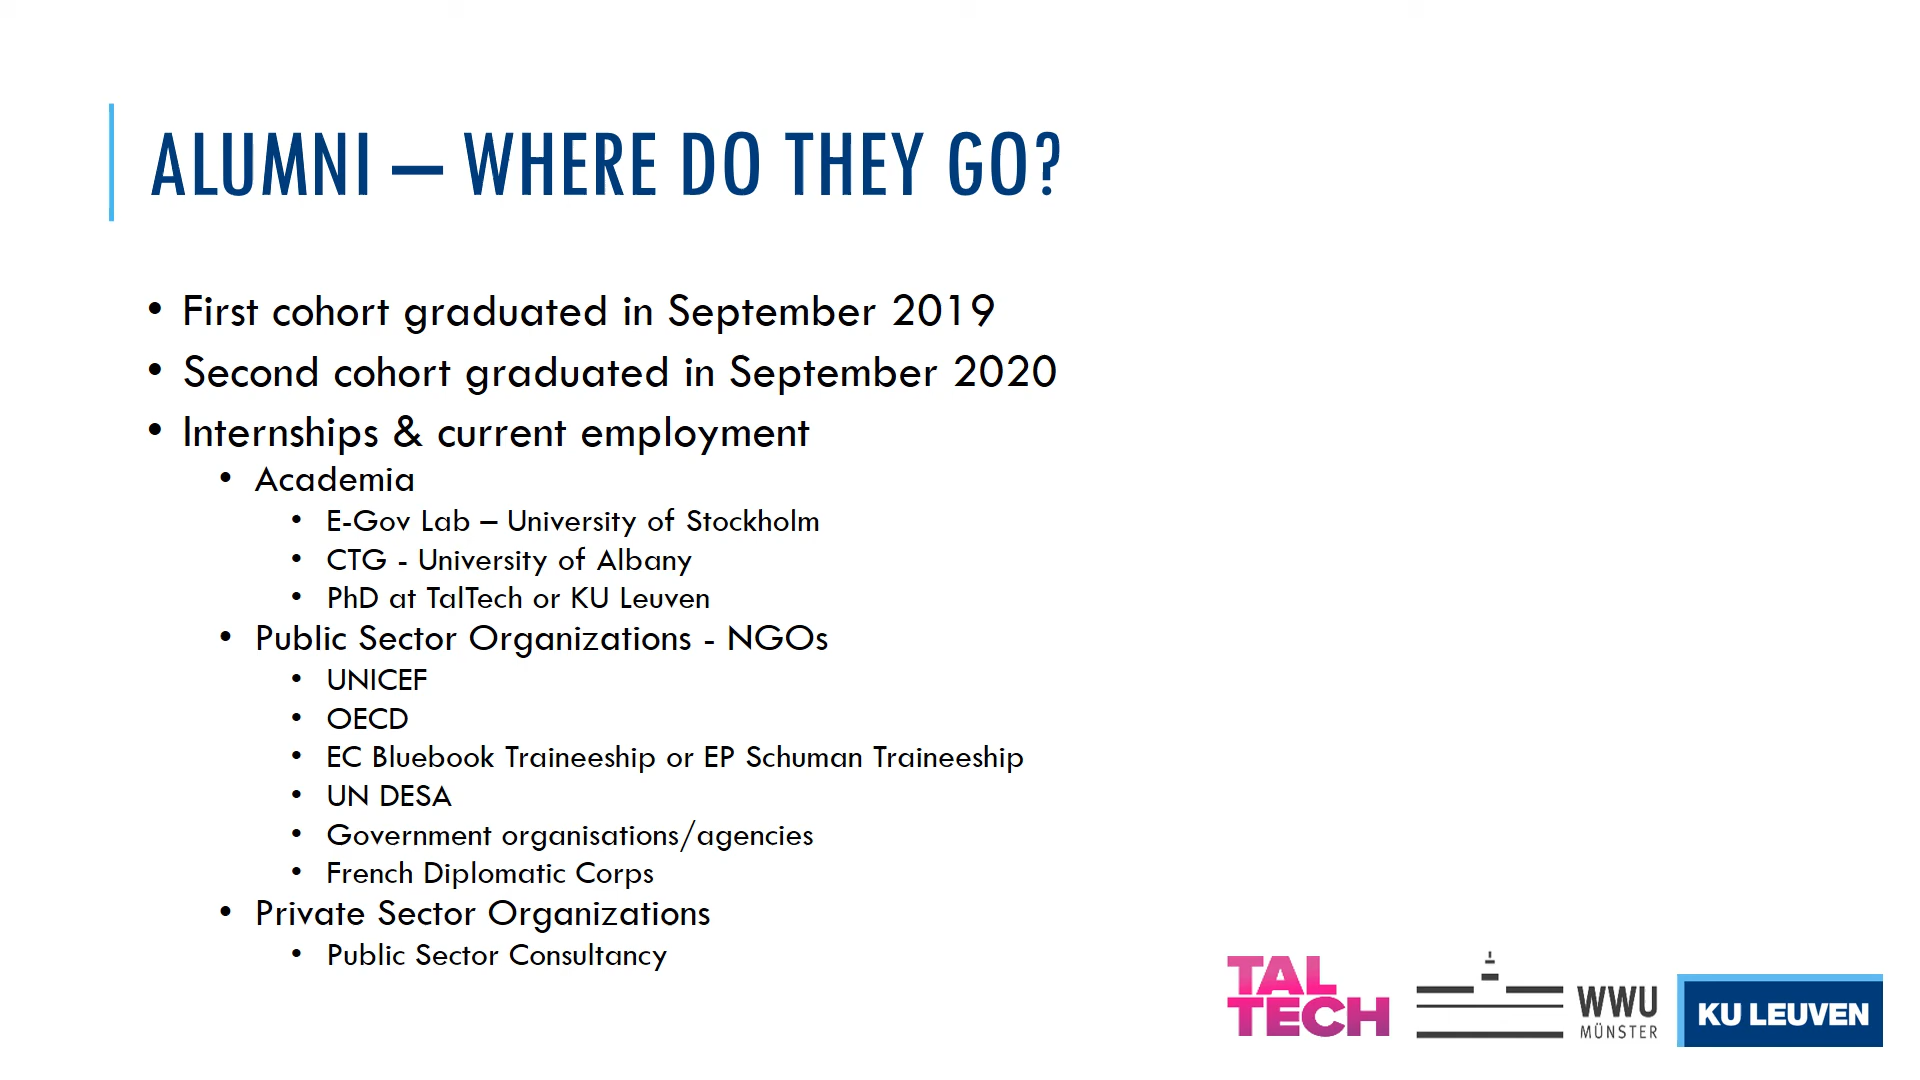 ALUMNI — WHERE DO THEY GO?
• First cohort graduated in September 2019
• Second cohort graduated in September 2020
• Internships & current employment
• Academia
• E-Gov Lab – University of Stockholm
• CTG - University of Albany
• PhD at TalTech or KU Leuven
• Public Sector Organizations - NGOs
• UNICEF
• OECD
• EC Bluebook Traineeship or EP Schuman Traineeship
• UN DESA
• Government organisations/agencies
• French Diplomatic Corps
• Private Sector Organizations
• Public Sector Consultancy
TAL
TECH
WWU
MÜNSTER
KU LEUVEN